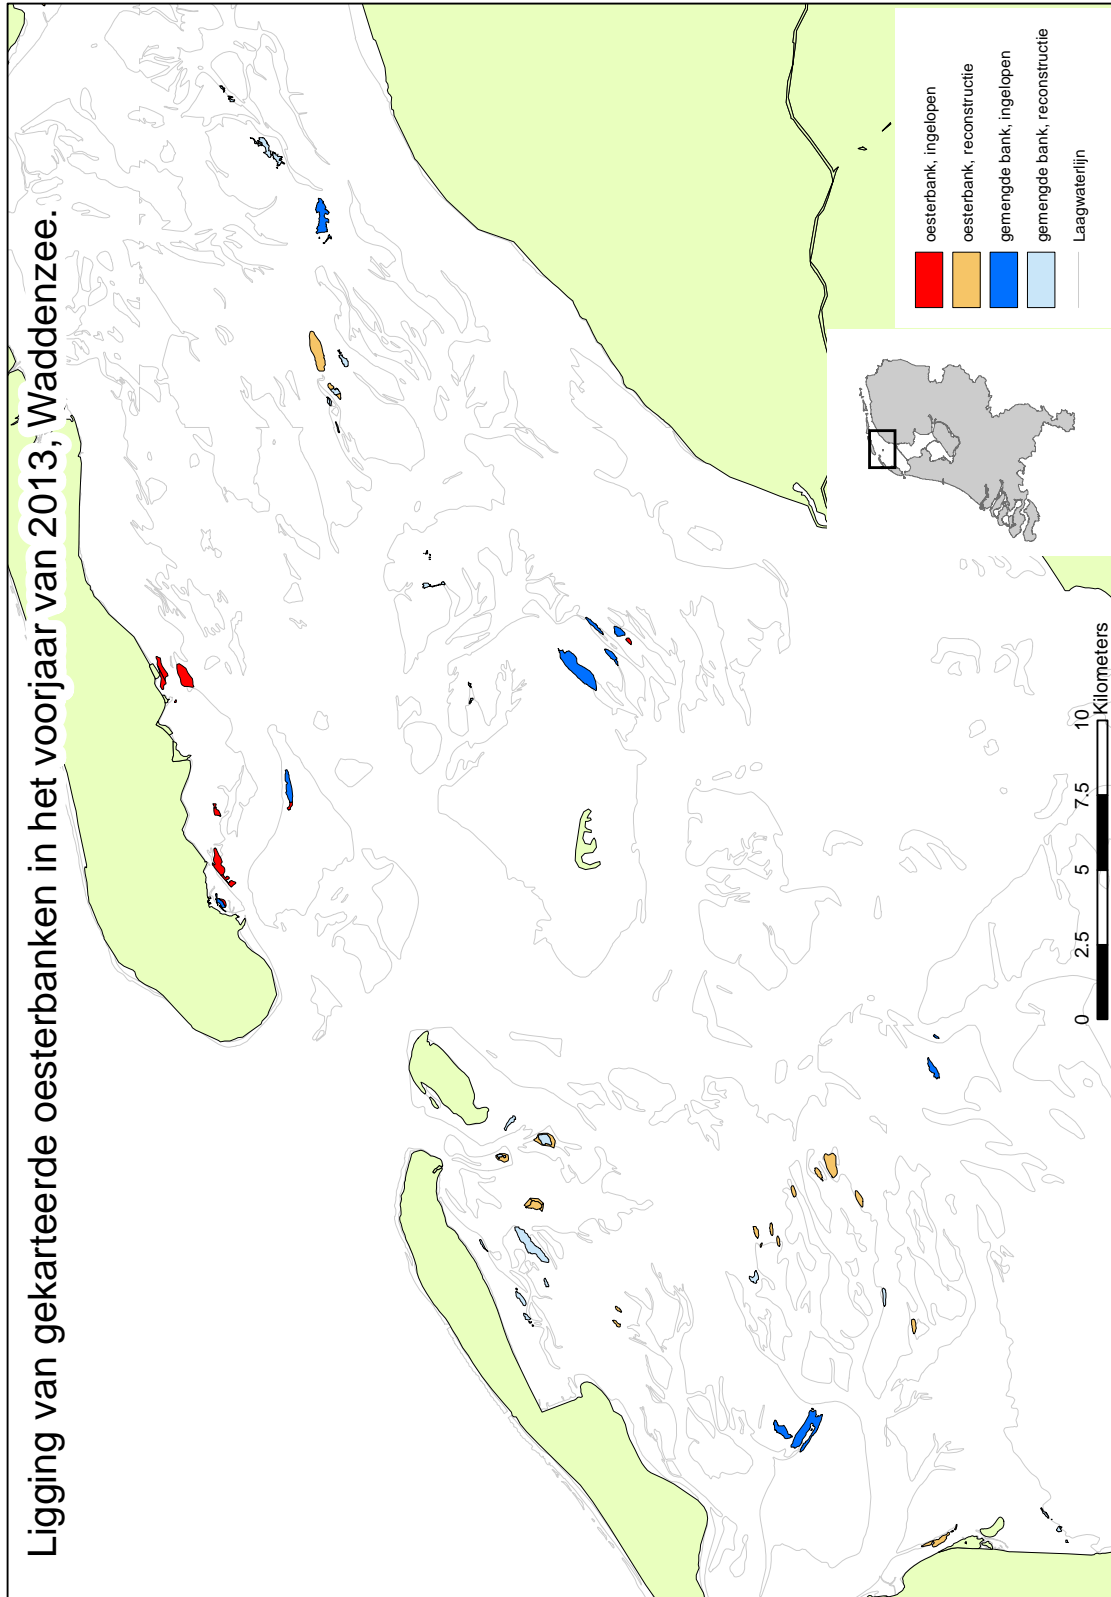 Ligging van gekarteerde oesterbanken in het voorjaar van 2013, Waddenzee.
oesterbank, ingelopen
oesterbank, reconstructie
gemengde bank, ingelopen
gemengde bank, reconstructie
Laagwaterlijn
0 2.5 5 7.5 10
Kilometers